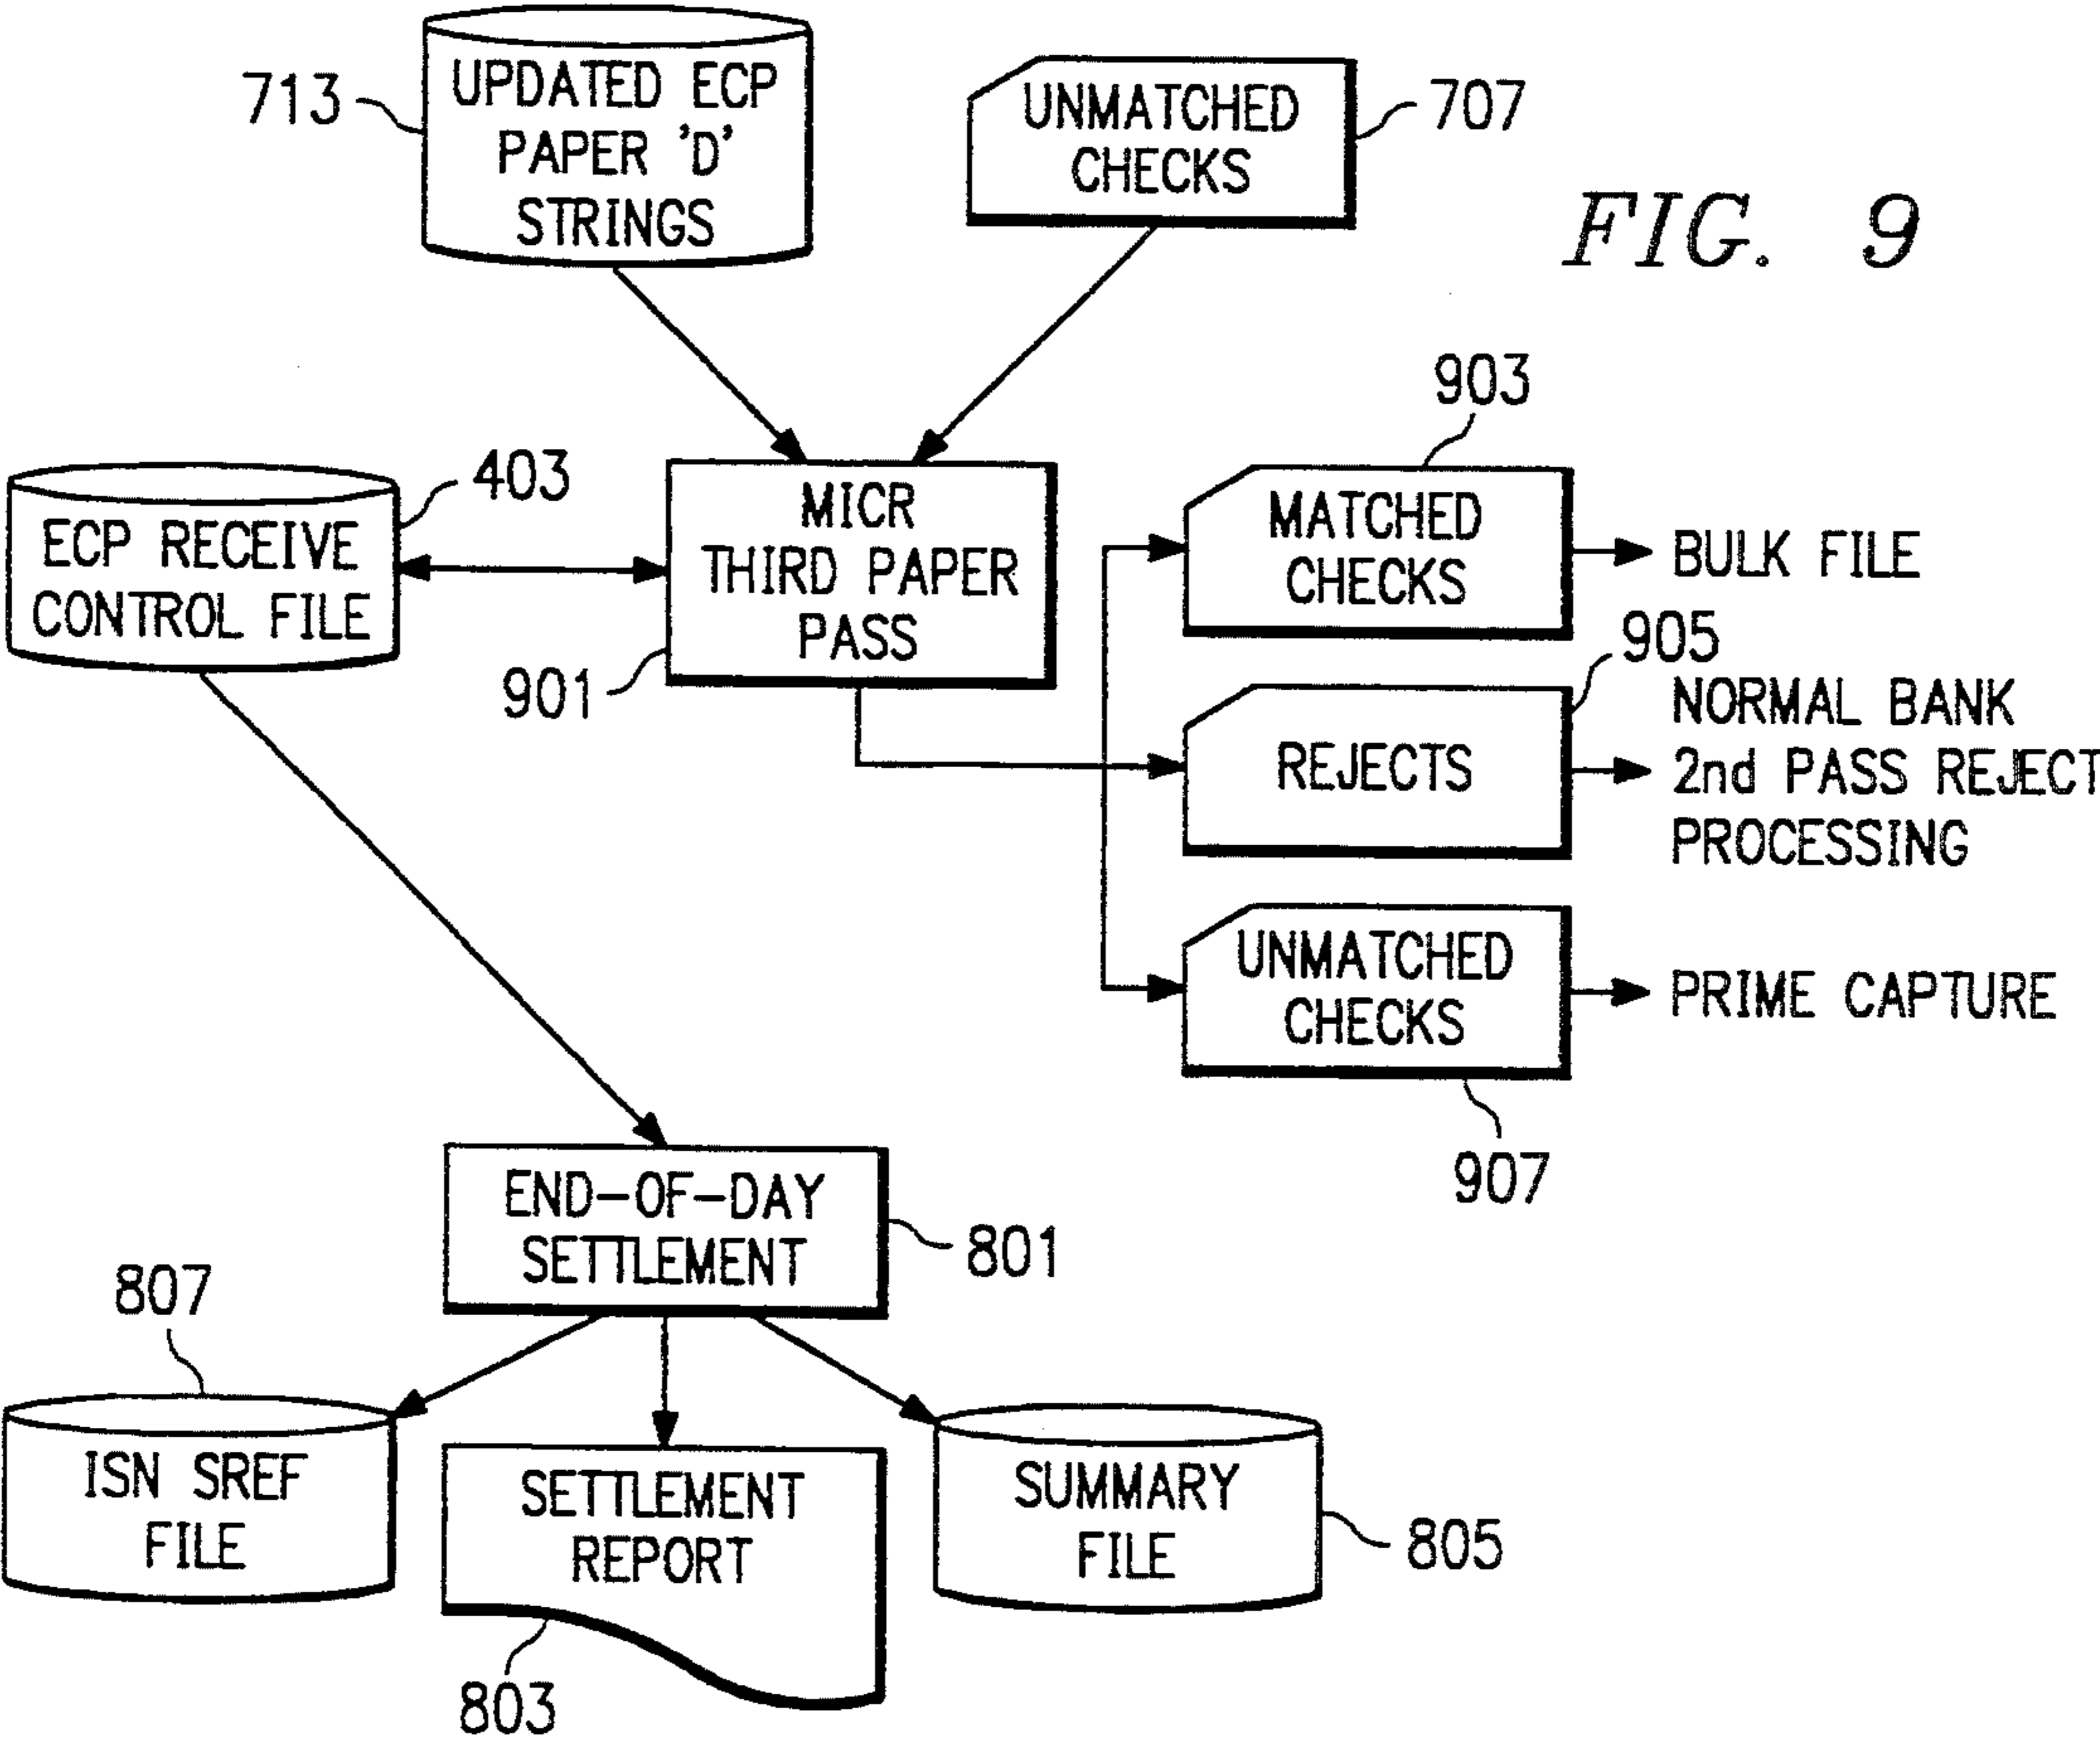 713
UPDATED ECP
PAPER 'D'
STRINGS
UNMATCHED
CHECKS
707
FIG. 9
ECP RECEIVE
CONTROL FILE
403
MICR
THIRD PAPER
PASS
901
903
MATCHED
CHECKS
BULK FILE
905
REJECTS
NORMAL BANK
2nd PASS REJECT
PROCESSING
UNMATCHED
CHECKS
PRIME CAPTURE
907
END-OF-DAY
SETTLEMENT
801
807
ISN SREF
FILE
SETTLEMENT
REPORT
803
SUMMARY
FILE
805